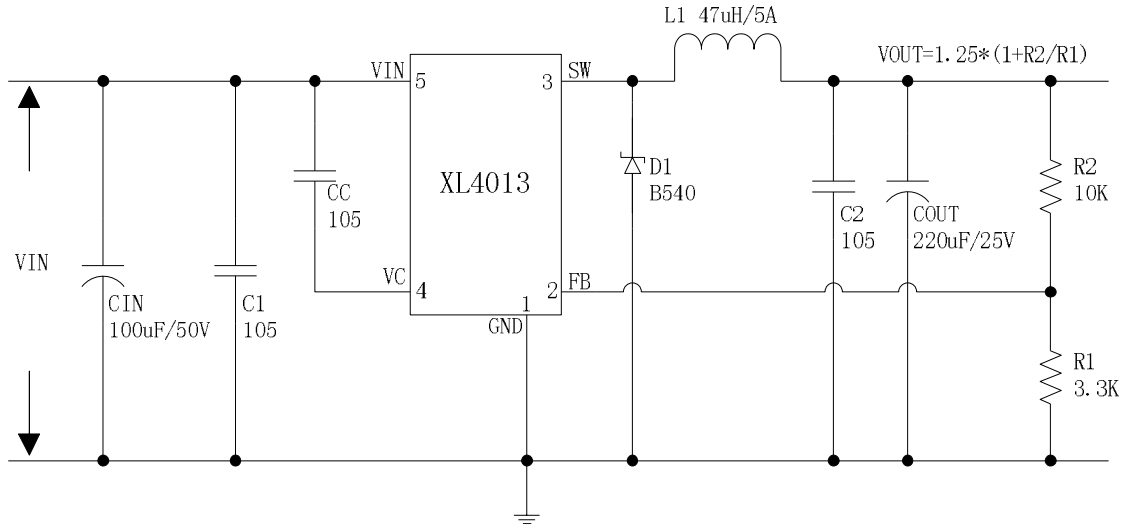 L1 47uH/5A
VOUT=1.25*(1+R2/R1)
VIN
5
3
SW
XL4013
CC
105
D1
B540
R2
10K
C2
105
COUT
220uF/25V
VIN
VC
4
2
FB
1
GND
CIN
100uF/50V
C1
105
R1
3.3K